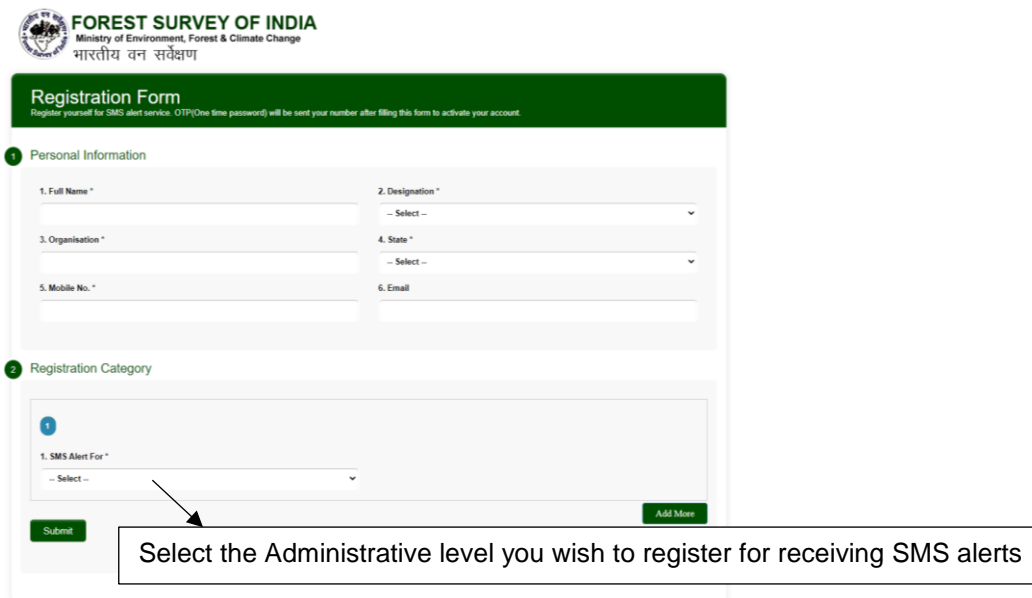 FOREST SURVEY OF INDIA
Ministry of Environment, Forest & Climate Change
भारतीय वन सर्वेक्षण
Registration Form
Register yourself for SMS alert service. OTP(One time password) will be sent your number after filling this form to activate your account.
1 Personal Information
1. Full Name * 2. Designation *
-- Select --
3. Organisation * 4. State *
-- Select --
5. Mobile No. * 6. Email
2 Registration Category
1
1. SMS Alert For *
-- Select --
Add More
Submit
Select the Administrative level you wish to register for receiving SMS alerts